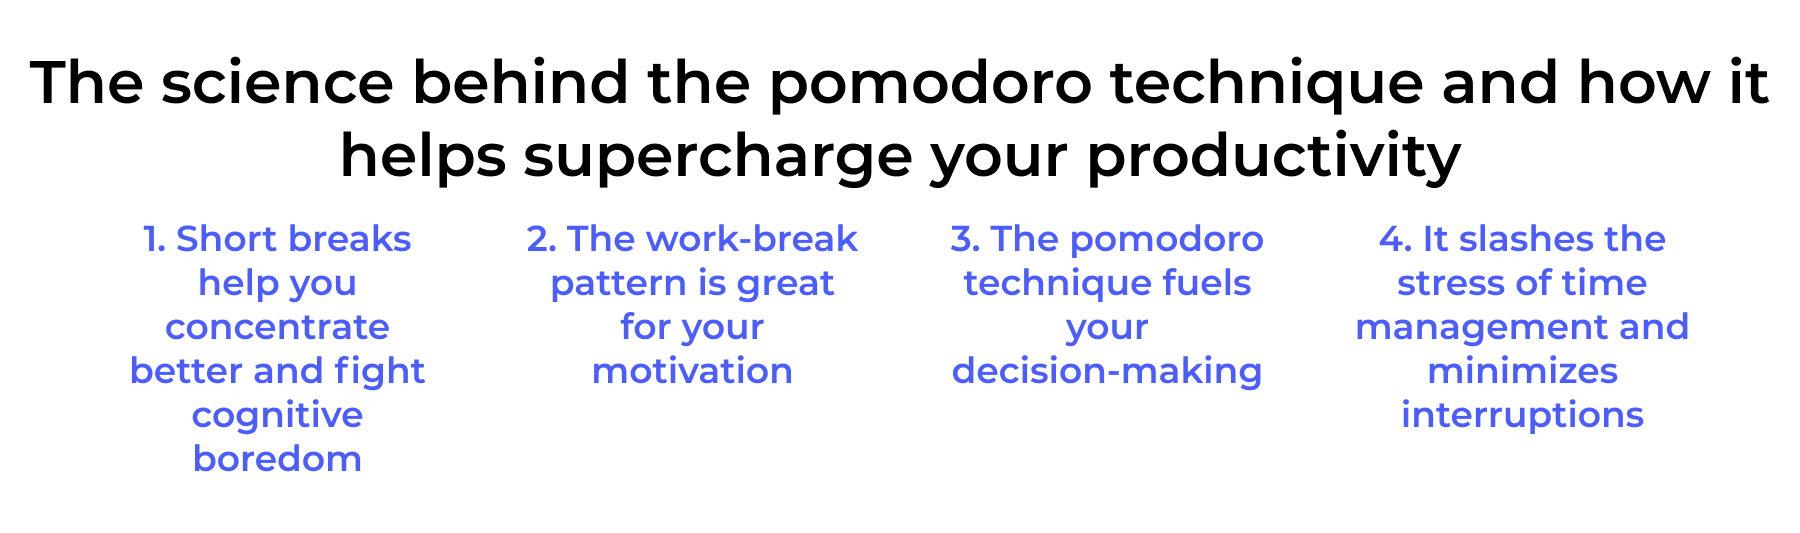 The science behind the pomodoro technique and how it
helps supercharge your productivity
1. Short breaks
help you
concentrate
better and fight
cognitive
boredom
2. The work-break
pattern is great
for your
motivation
3. The pomodoro
technique fuels
your
decision-making
4. It slashes the
stress of time
management and
minimizes
interruptions